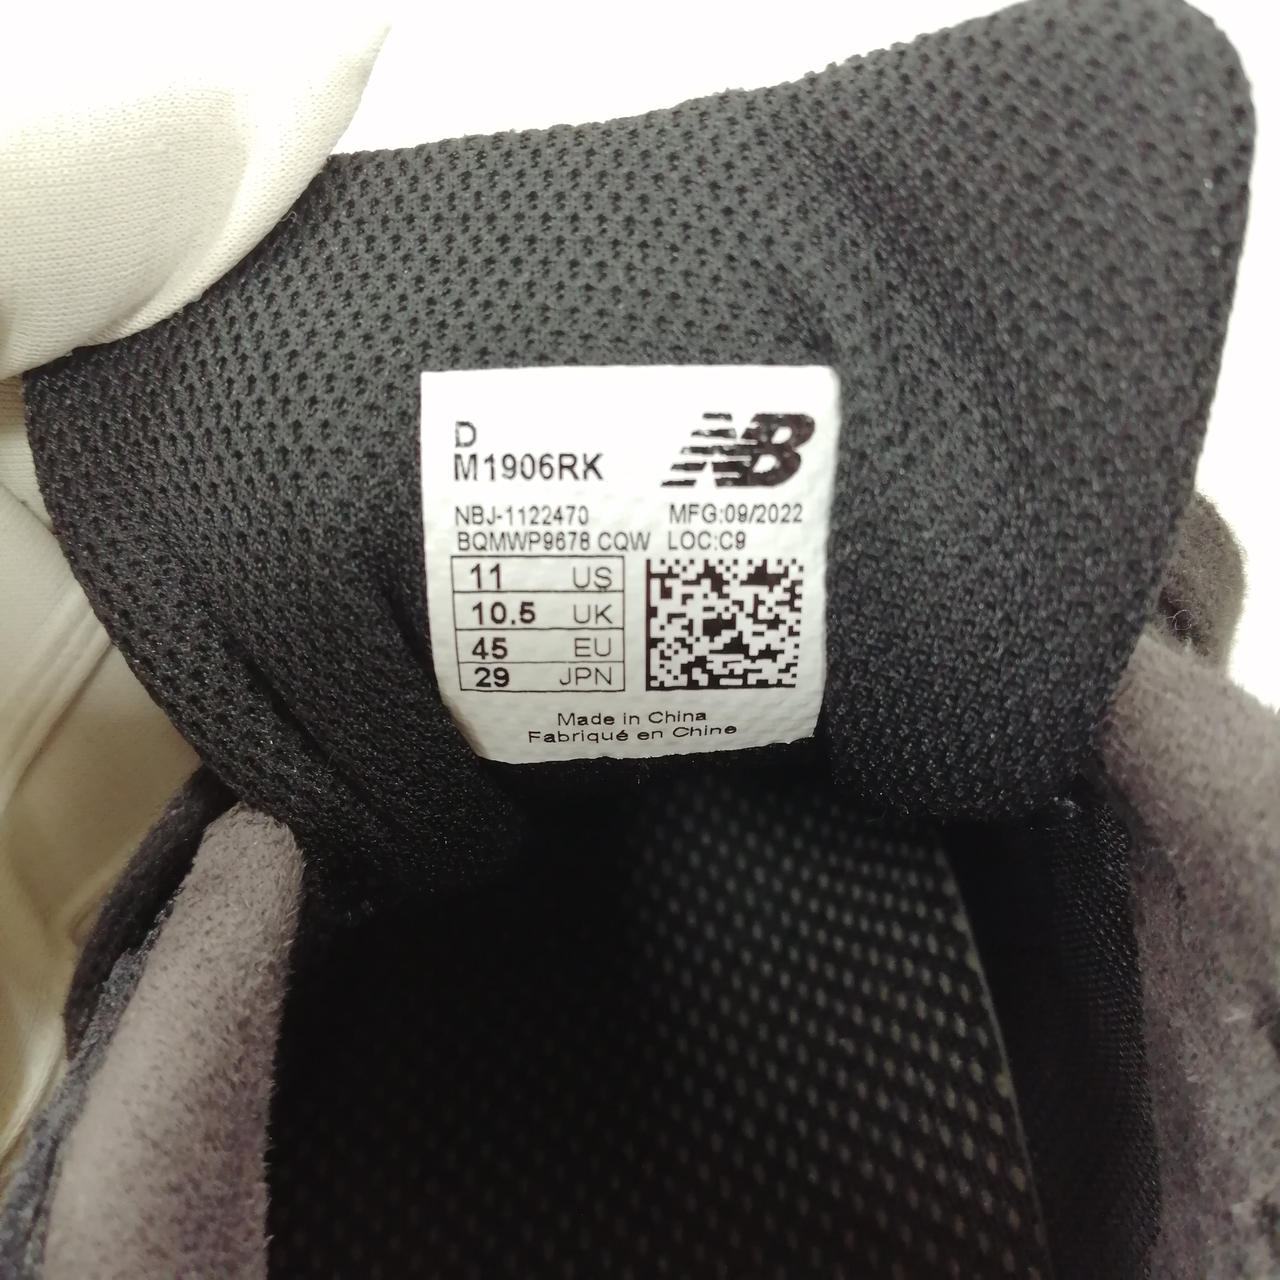 D
M1906RK
NB
NBJ-1122470 MFG:09/2022
BQMWP9678 CQW LOC:C9
11 US
10.5 UK
45 EU
29 JPN
Made in China
Fabriqué en Chine